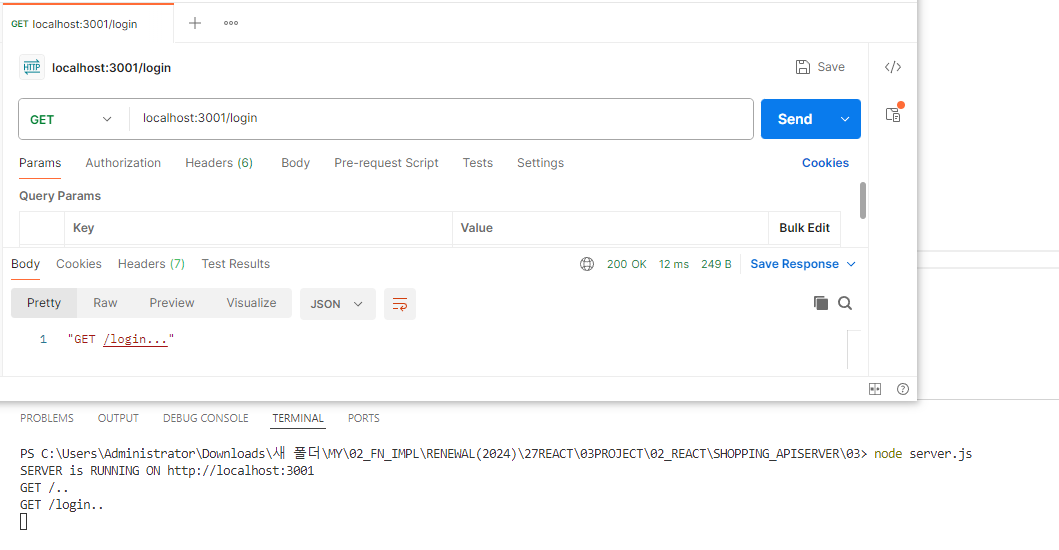 GET localhost:3001/login
HTTP localhost:3001/login Save
GET localhost:3001/login Send
Params Authorization Headers (6) Body Pre-request Script Tests Settings Cookies
Query Params
Key Value Bulk Edit
Body Cookies Headers (7) Test Results 200 OK 12 ms 249 B Save Response
Pretty Raw Preview Visualize JSON
1 "GET /login..."
PROBLEMS OUTPUT DEBUG CONSOLE TERMINAL PORTS
PS C:\Users\Administrator\Downloads\새 폴더\MY\02_FN_IMPL\RENEWAL(2024)\27REACT\03PROJECT\02_REACT\SHOPPING_APISERVER\03> node server.js
SERVER is RUNNING ON http://localhost:3001
GET /..
GET /login..